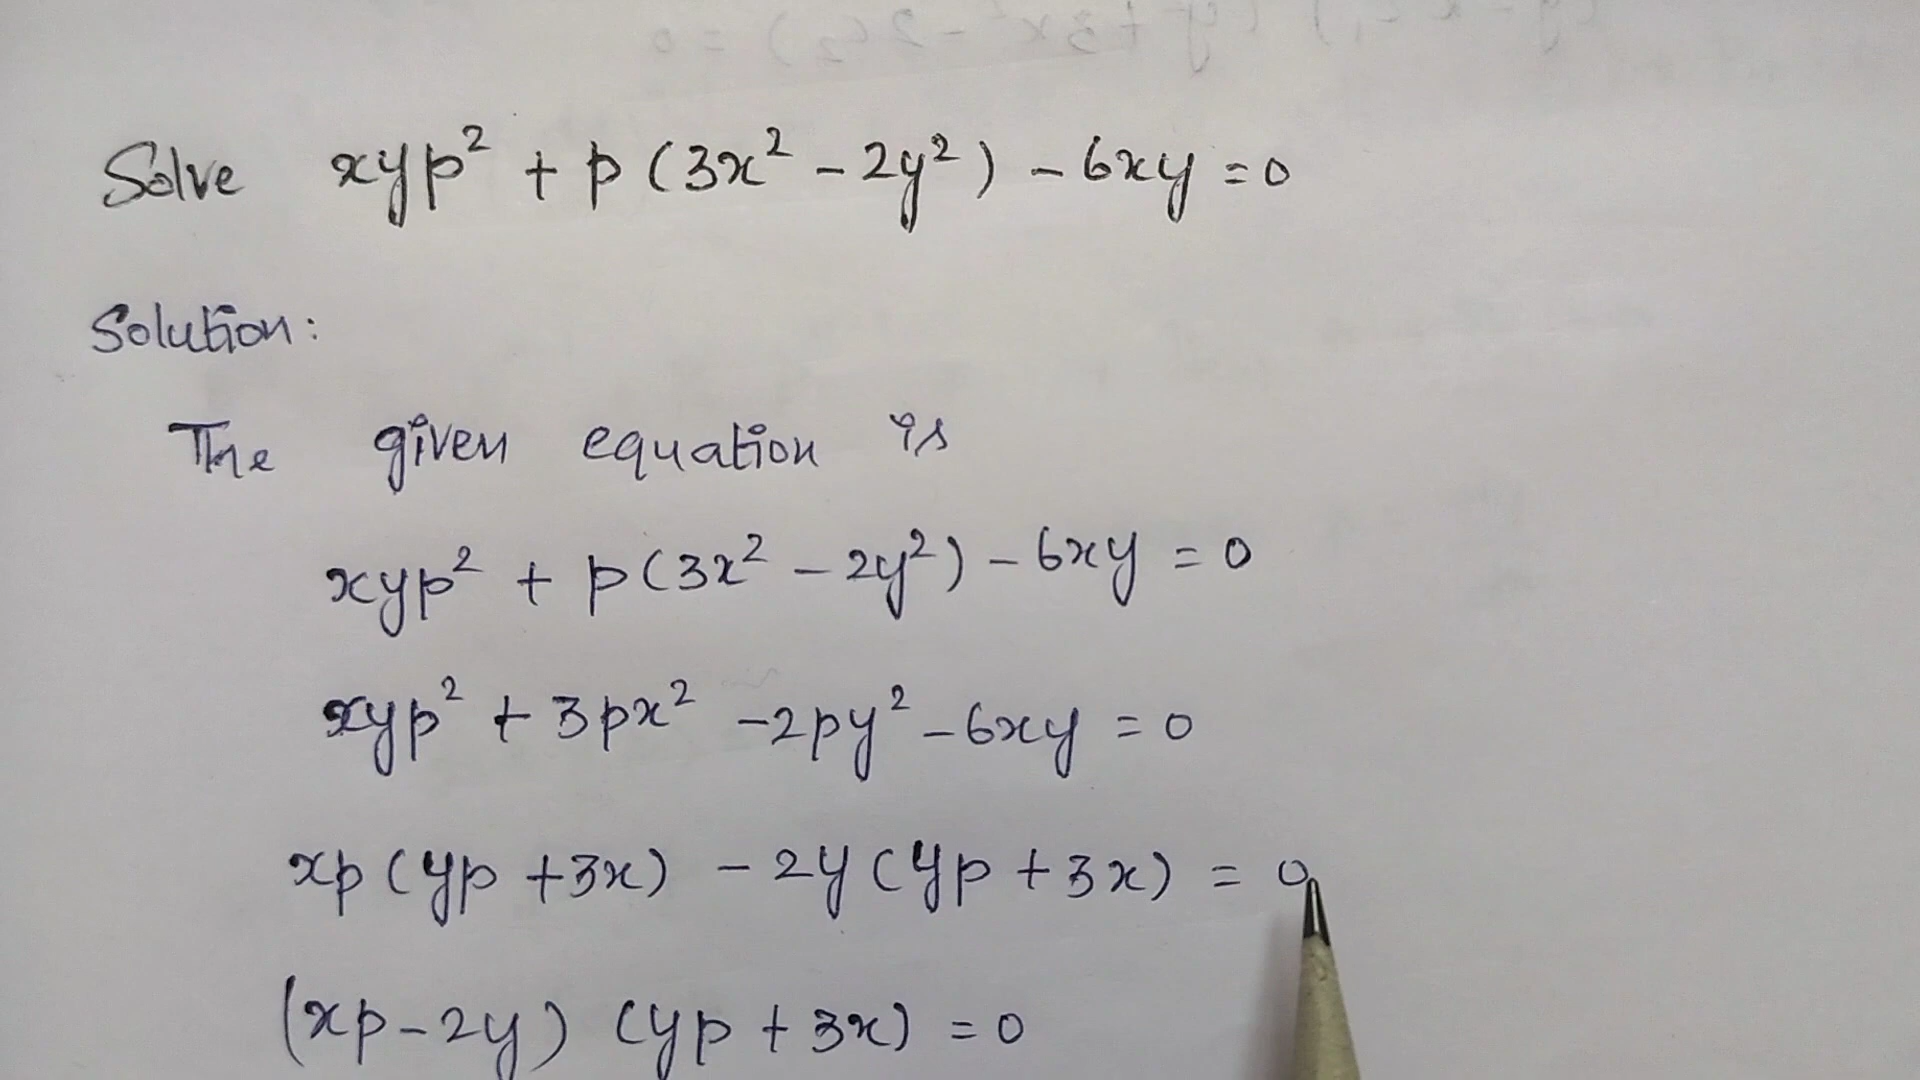 Solve xyp² + p(3x² - 2y²) - 6xy = 0
Solution:
The given equation is
xyp² + p(3x² - 2y²) - 6xy = 0
xyp² + 3px² - 2py² - 6xy = 0
xp(yp + 3x) - 2y(yp + 3x) = 0
(xp - 2y) (yp + 3x) = 0